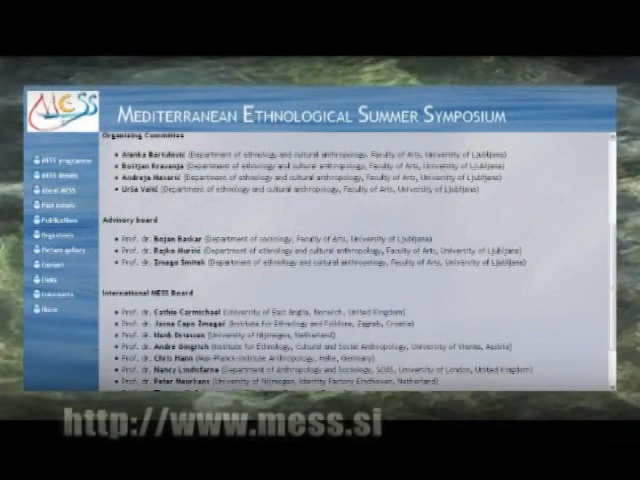 MESS
MEDITERRANEAN ETHNOLOGICAL SUMMER SYMPOSIUM
Organizing Committee
MESS programme
MESS details
About MESS
Past details
Publications
Organizers
Picture gallery
Contact
Links
Comments
Home
• Alenka Bartulović (Department of ethnology and cultural anthropology, Faculty of Arts, University of Ljubljana)
• Boštjan Kravanja (Department of ethnology and cultural anthropology, Faculty of Arts, University of Ljubljana)
• Andreja Mesarič (Department of ethnology and cultural anthropology, Faculty of Arts, University of Ljubljana)
• Urša Valič (Department of ethnology and cultural anthropology, Faculty of Arts, University of Ljubljana)
Advisory board
• Prof. dr. Bojan Baskar (Department of sociology, Faculty of Arts, University of Ljubljana)
• Prof. dr. Rajko Muršič (Department of ethnology and cultural anthropology, Faculty of Arts, University of Ljubljana)
• Prof. dr. Zmago Šmitek (Department of ethnology and cultural anthropology, Faculty of Arts, University of Ljubljana)
International MESS Board
• Prof. dr. Cathie Carmichael (University of East Anglia, Norwich, United Kingdom)
• Prof. dr. Jasna Čapo Žmegač (Institute for Ethnology and Folklore, Zagreb, Croatia)
• Prof. dr. Henk Driessen (University of Nijmegen, Netherland)
• Prof. dr. Andre Gingrich (Institute for Ethnology, Cultural and Social Anthropology, University of Vienna, Austria)
• Prof. dr. Chris Hann (Max-Planck-Institute Anthropology, Halle, Germany)
• Prof. dr. Nancy Lindisfarne (Department of Anthropology and Sociology, SOAS, University of London, United Kingdom)
• Prof. dr. Peter Meurkens (University of Nijmegen, Identity Factory Eindhoven, Netherland)
http://www.mess.si